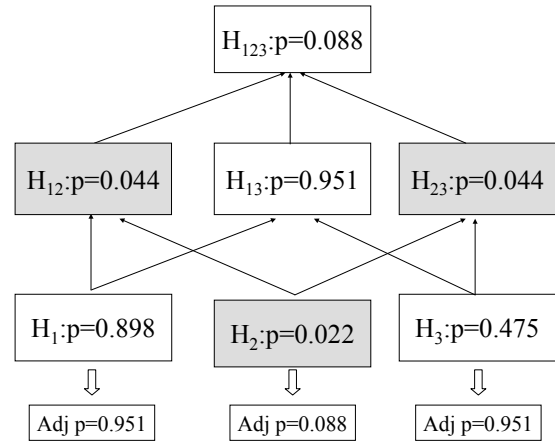 H₁₂₃:p=0.088
H₁₂:p=0.044
H₁₃:p=0.951
H₂₃:p=0.044
H₁:p=0.898
H₂:p=0.022
H₃:p=0.475
Adj p=0.951
Adj p=0.088
Adj p=0.951